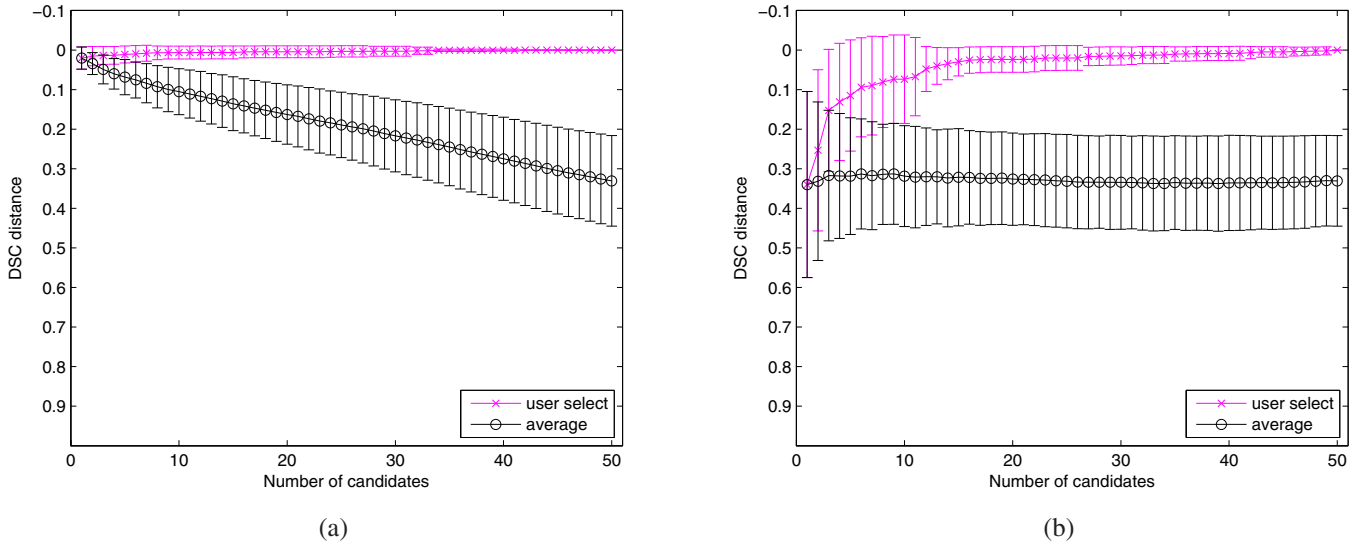 −0.1
0
0.1
0.2
0.3
0.4
0.5
0.6
0.7
0.8
0.9
DSC distance
0 10 20 30 40 50
Number of candidates
user select
average
(a)
−0.1
0
0.1
0.2
0.3
0.4
0.5
0.6
0.7
0.8
0.9
DSC distance
0 10 20 30 40 50
Number of candidates
user select
average
(b)